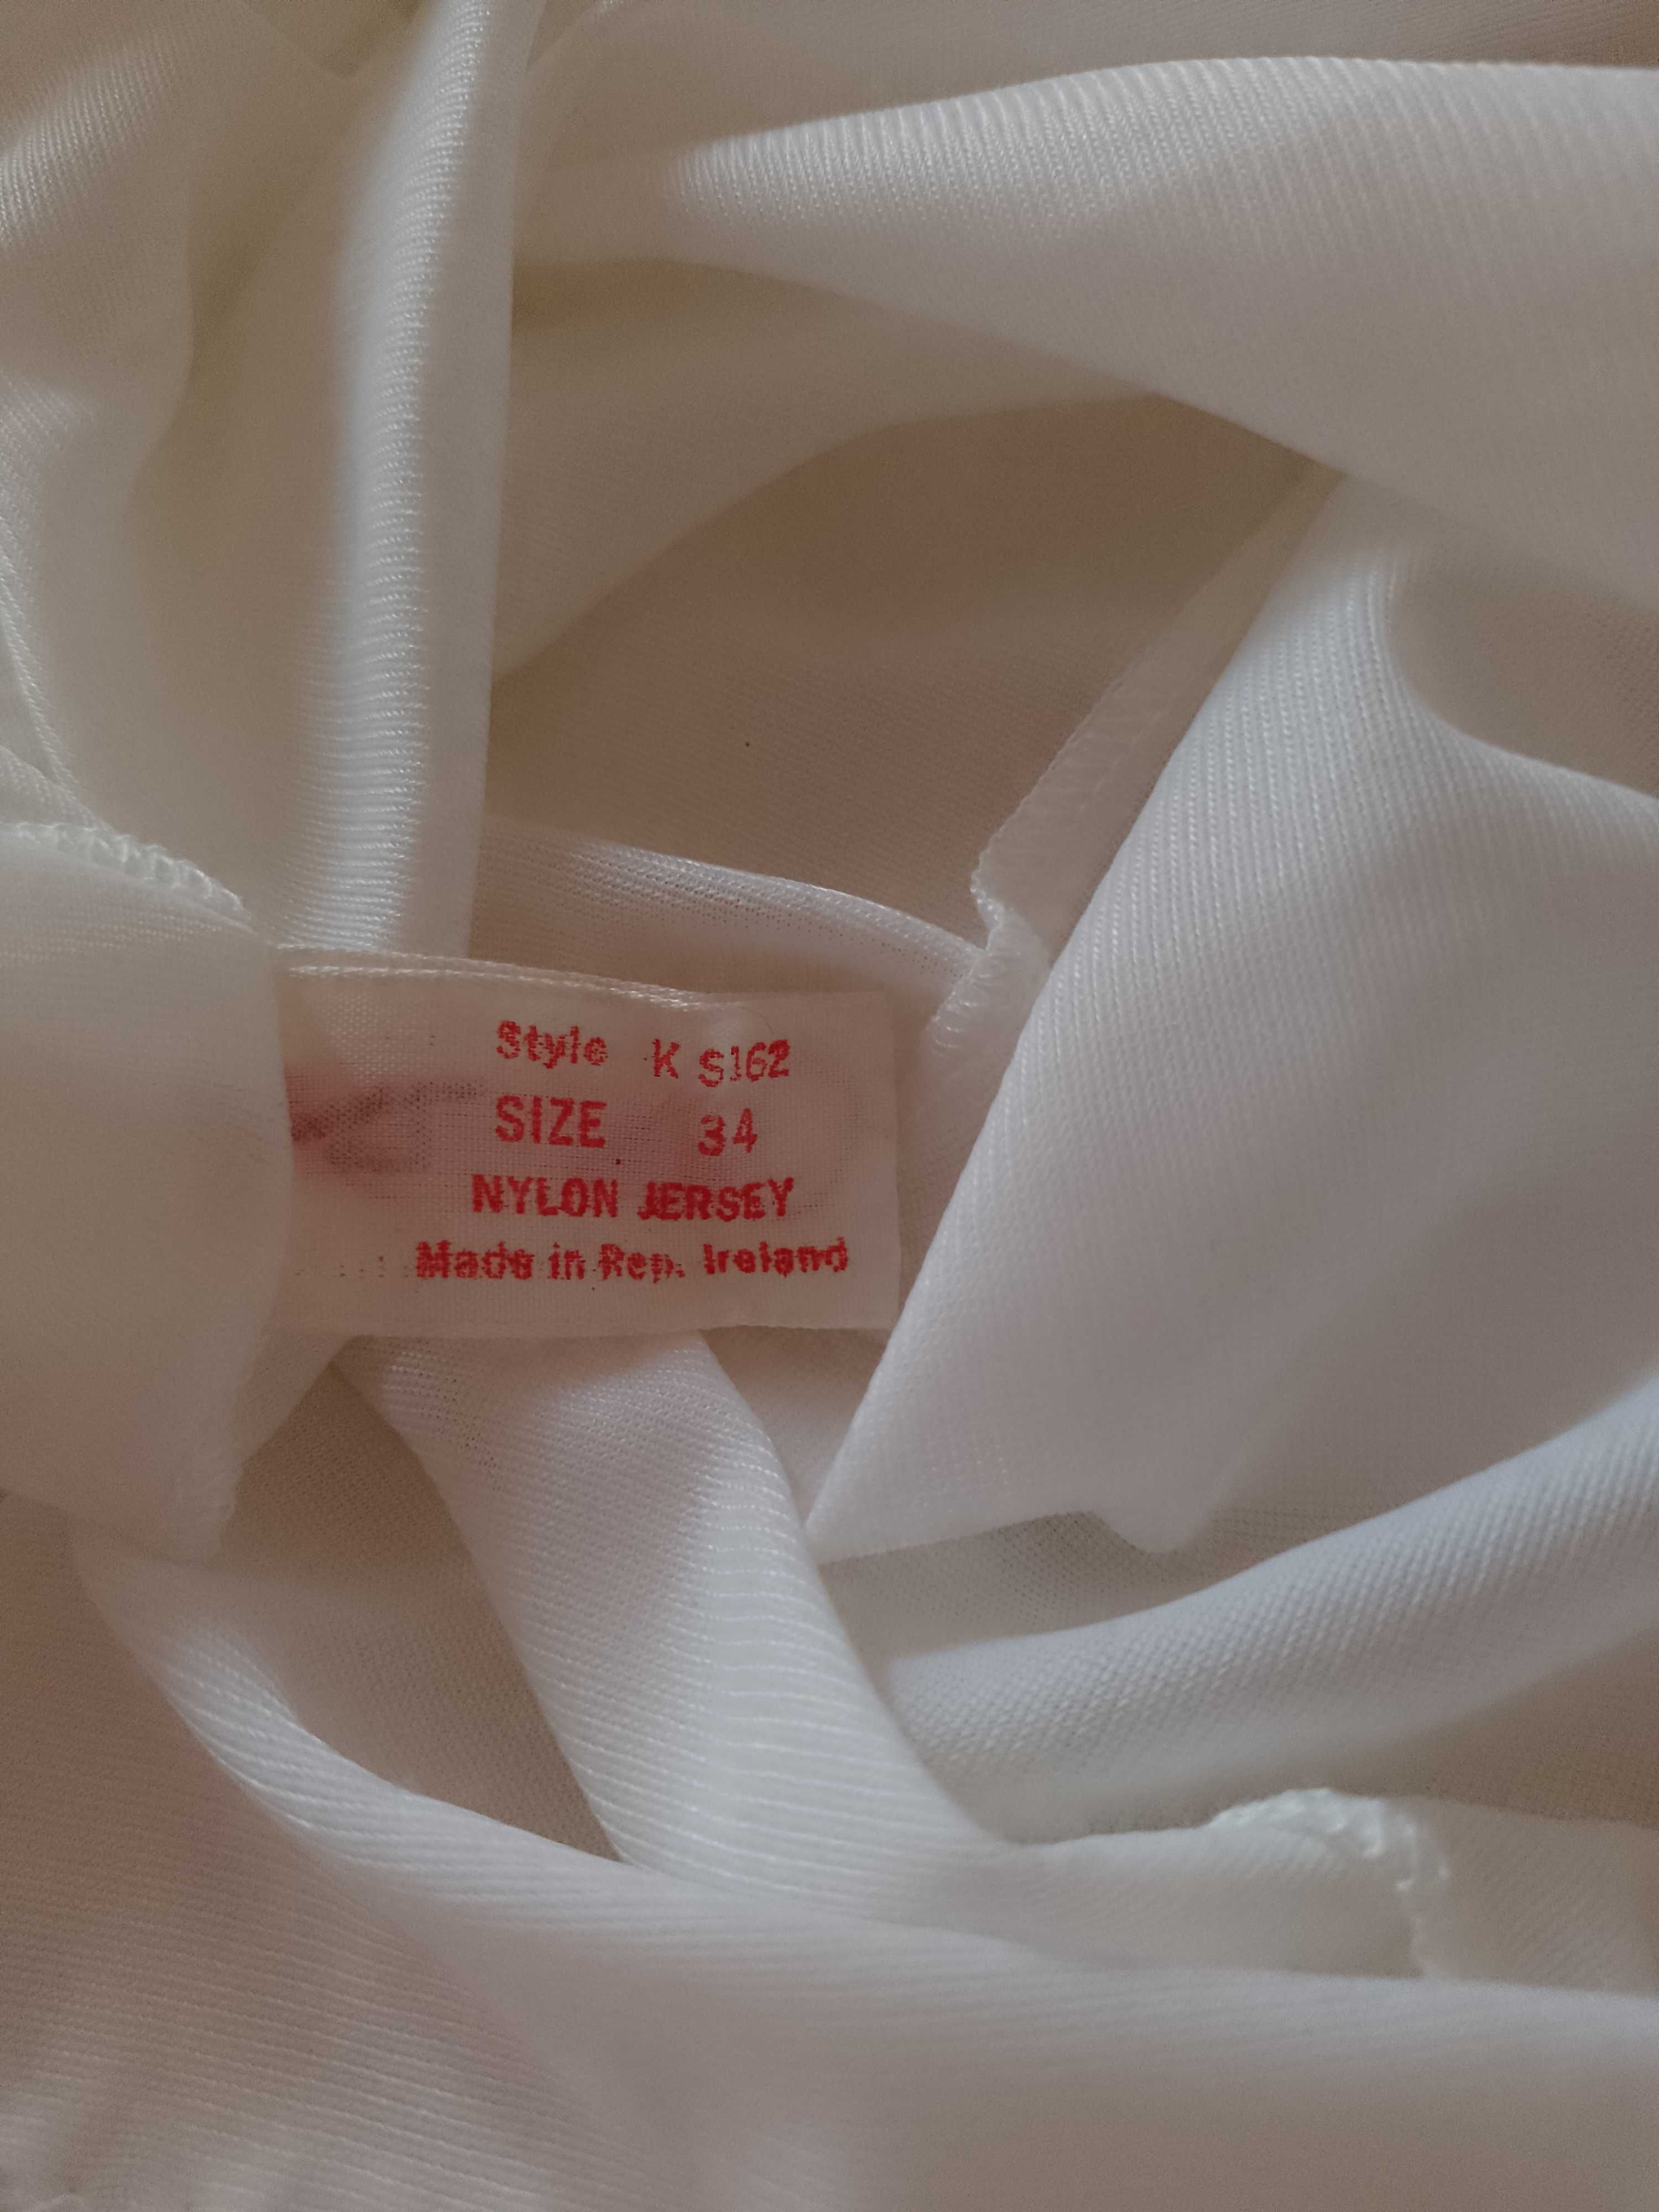 Style K S162
SIZE 34
NYLON JERSEY
Made in Rep. Ireland